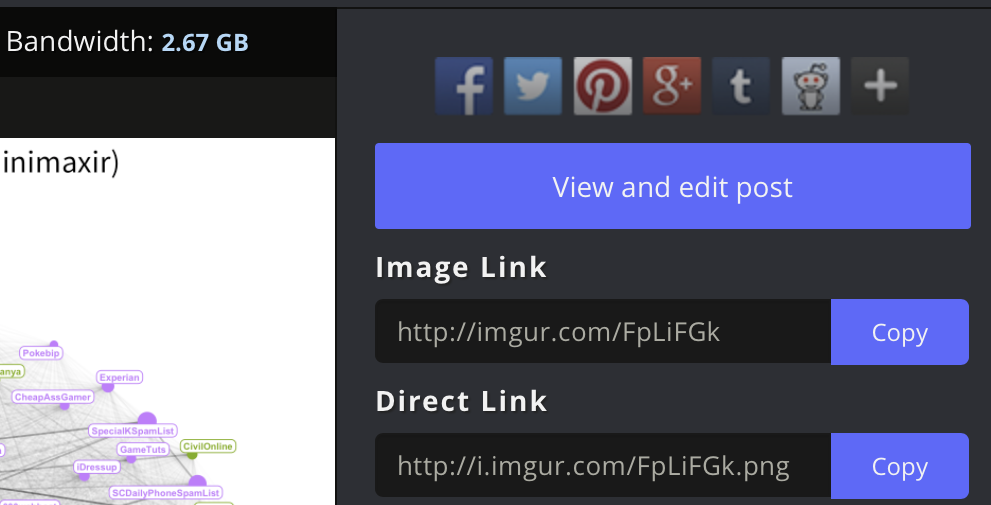 Bandwidth: 2.67 GB
inimaxir)
View and edit post
Image Link
http://imgur.com/FpLiFGk
Copy
Direct Link
http://i.imgur.com/FpLiFGk.png
Copy
Pokebip
anya
Experian
CheapAssGamer
SpecialKSpamList
CivilOnline
GameTuts
iDressup
SCDailyPhoneSpamList